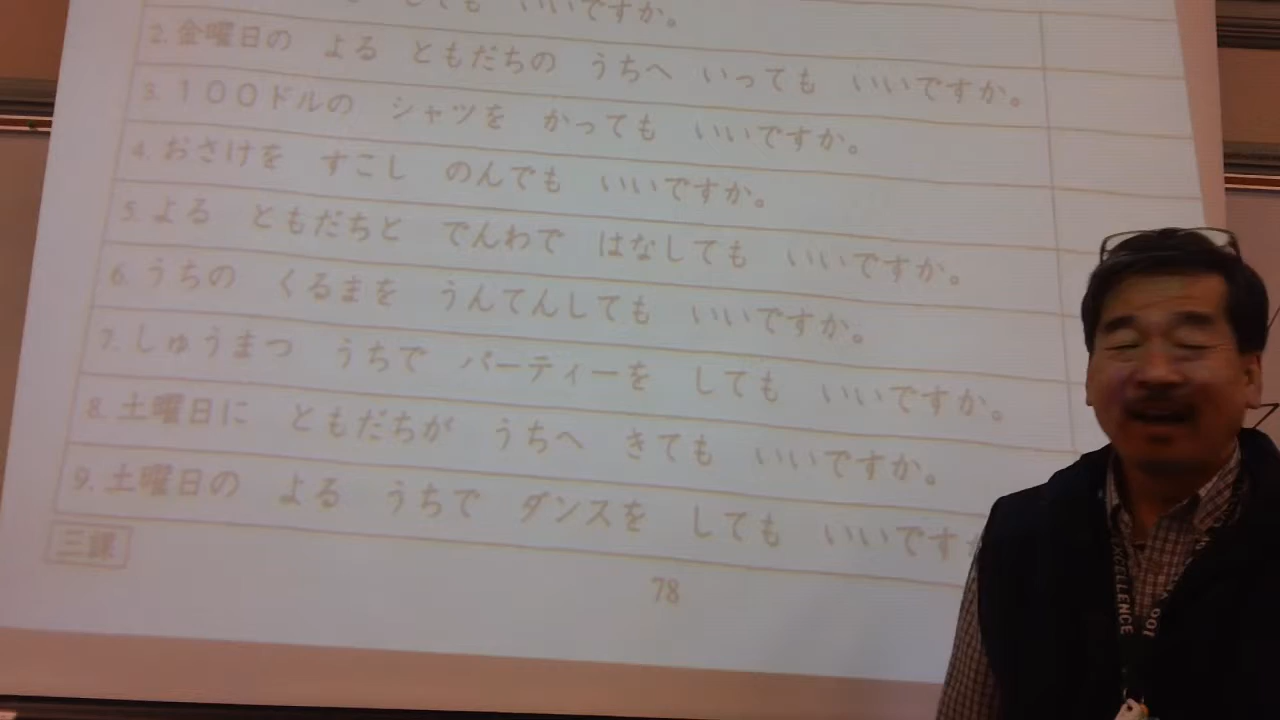 しても いいですか。
2. 金曜日の よる ともだちの うちへ いっても いいですか。
3. １００ドルの シャツを かっても いいですか。
4. おさけを すこし のんでも いいですか。
5. よる ともだちと でんわで はなしても いいですか。
6. うちの くるまを うんてんしても いいですか。
7. しゅうまつ うちで パーティーを しても いいですか。
8. 土曜日に ともだちが うちへ きても いいですか。
9. 土曜日の よる うちで ダンスを しても いいです
三課
78
EXCELLENCE